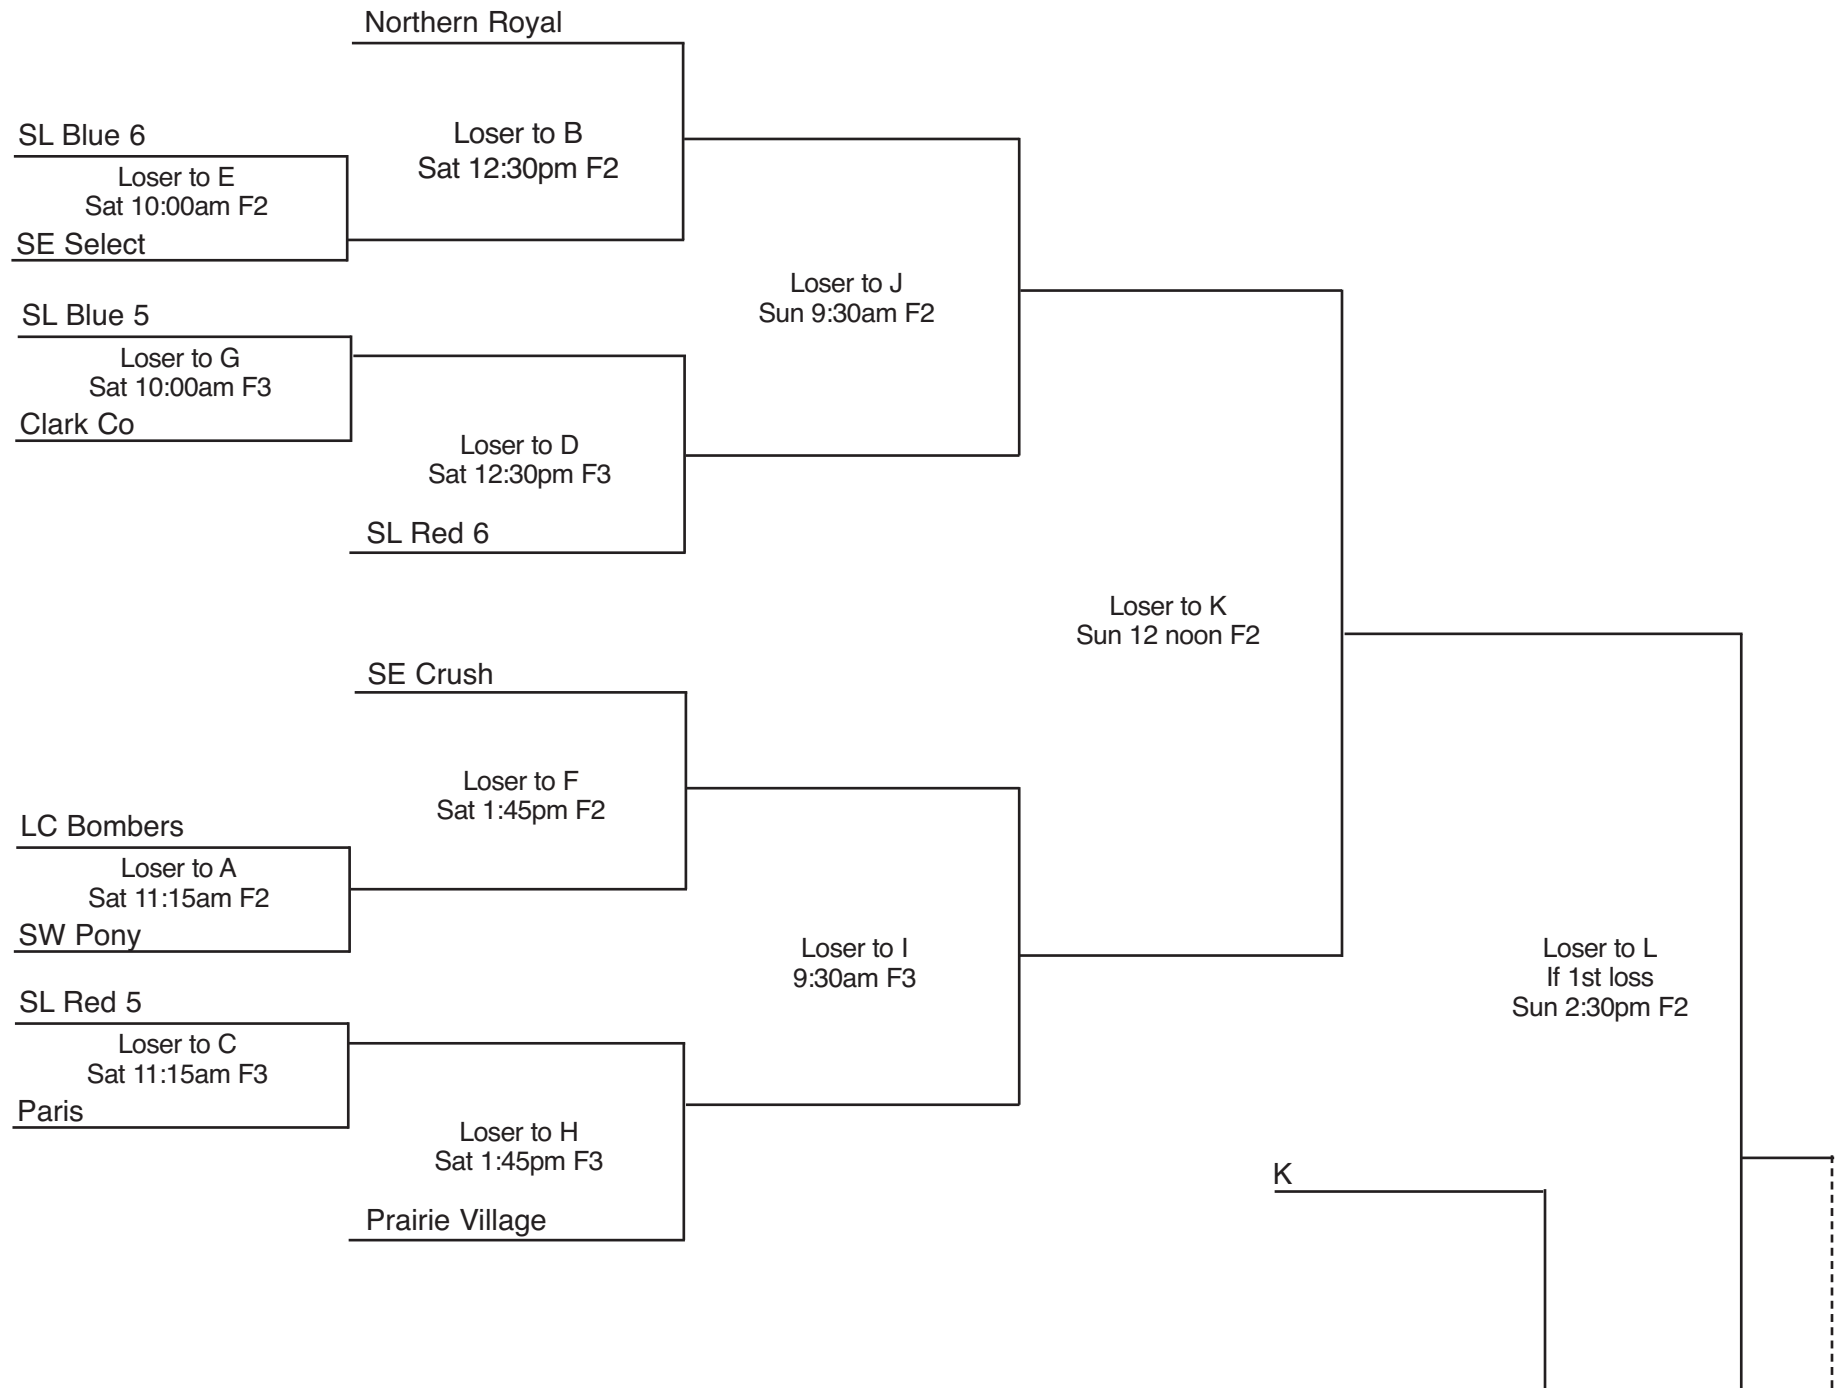 Northern Royal
SL Blue 6
Loser to B
Sat 12:30pm F2
Loser to E
Sat 10:00am F2
SE Select
Loser to J
Sun 9:30am F2
SL Blue 5
Loser to G
Sat 10:00am F3
Clark Co
Loser to D
Sat 12:30pm F3
SL Red 6
Loser to K
Sun 12 noon F2
SE Crush
Loser to F
Sat 1:45pm F2
LC Bombers
Loser to A
Sat 11:15am F2
SW Pony
Loser to I
9:30am F3
Loser to L
If 1st loss
Sun 2:30pm F2
SL Red 5
Loser to C
Sat 11:15am F3
Paris
Loser to H
Sat 1:45pm F3
K
Prairie Village